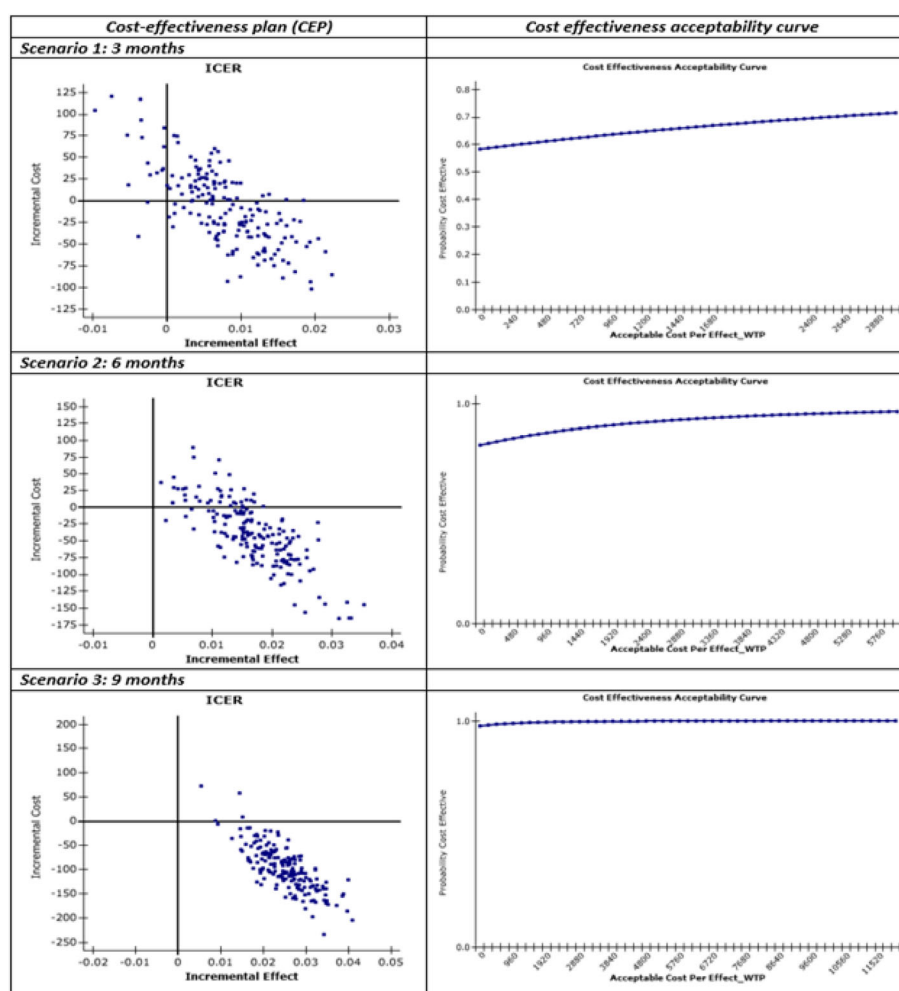 Cost-effectiveness plan (CEP)
Cost effectiveness acceptability curve
Scenario 1: 3 months
ICER
Incremental Cost
125
100
75
50
25
0
-25
-50
-75
-100
-125
-0.01 0 0.01 0.02 0.03
Incremental Effect
Cost Effectiveness Acceptability Curve
Probability Cost Effective
0.8
0.7
0.6
0.5
0.4
0.3
0.2
0.1
0.0
0 240 480 720 960 1200 1440 1680 2400 2640 2880
Acceptable Cost Per Effect_WTP
Scenario 2: 6 months
ICER
Incremental Cost
150
125
100
75
50
25
0
-25
-50
-75
-100
-125
-150
-175
-0.01 0 0.01 0.02 0.03 0.04
Incremental Effect
Cost Effectiveness Acceptability Curve
Probability Cost Effective
1.0
0.0
0 480 960 1440 1920 2400 2880 3360 3840 4320 4800 5280 5760
Acceptable Cost Per Effect_WTP
Scenario 3: 9 months
ICER
Incremental Cost
200
150
100
50
0
-50
-100
-150
-200
-250
-0.02 -0.01 0 0.01 0.02 0.03 0.04 0.05
Incremental Effect
Cost Effectiveness Acceptability Curve
Probability Cost Effective
1.0
0.0
0 960 1920 2880 3840 4800 5760 6720 7680 8640 9600 10560 11520
Acceptable Cost Per Effect_WTP